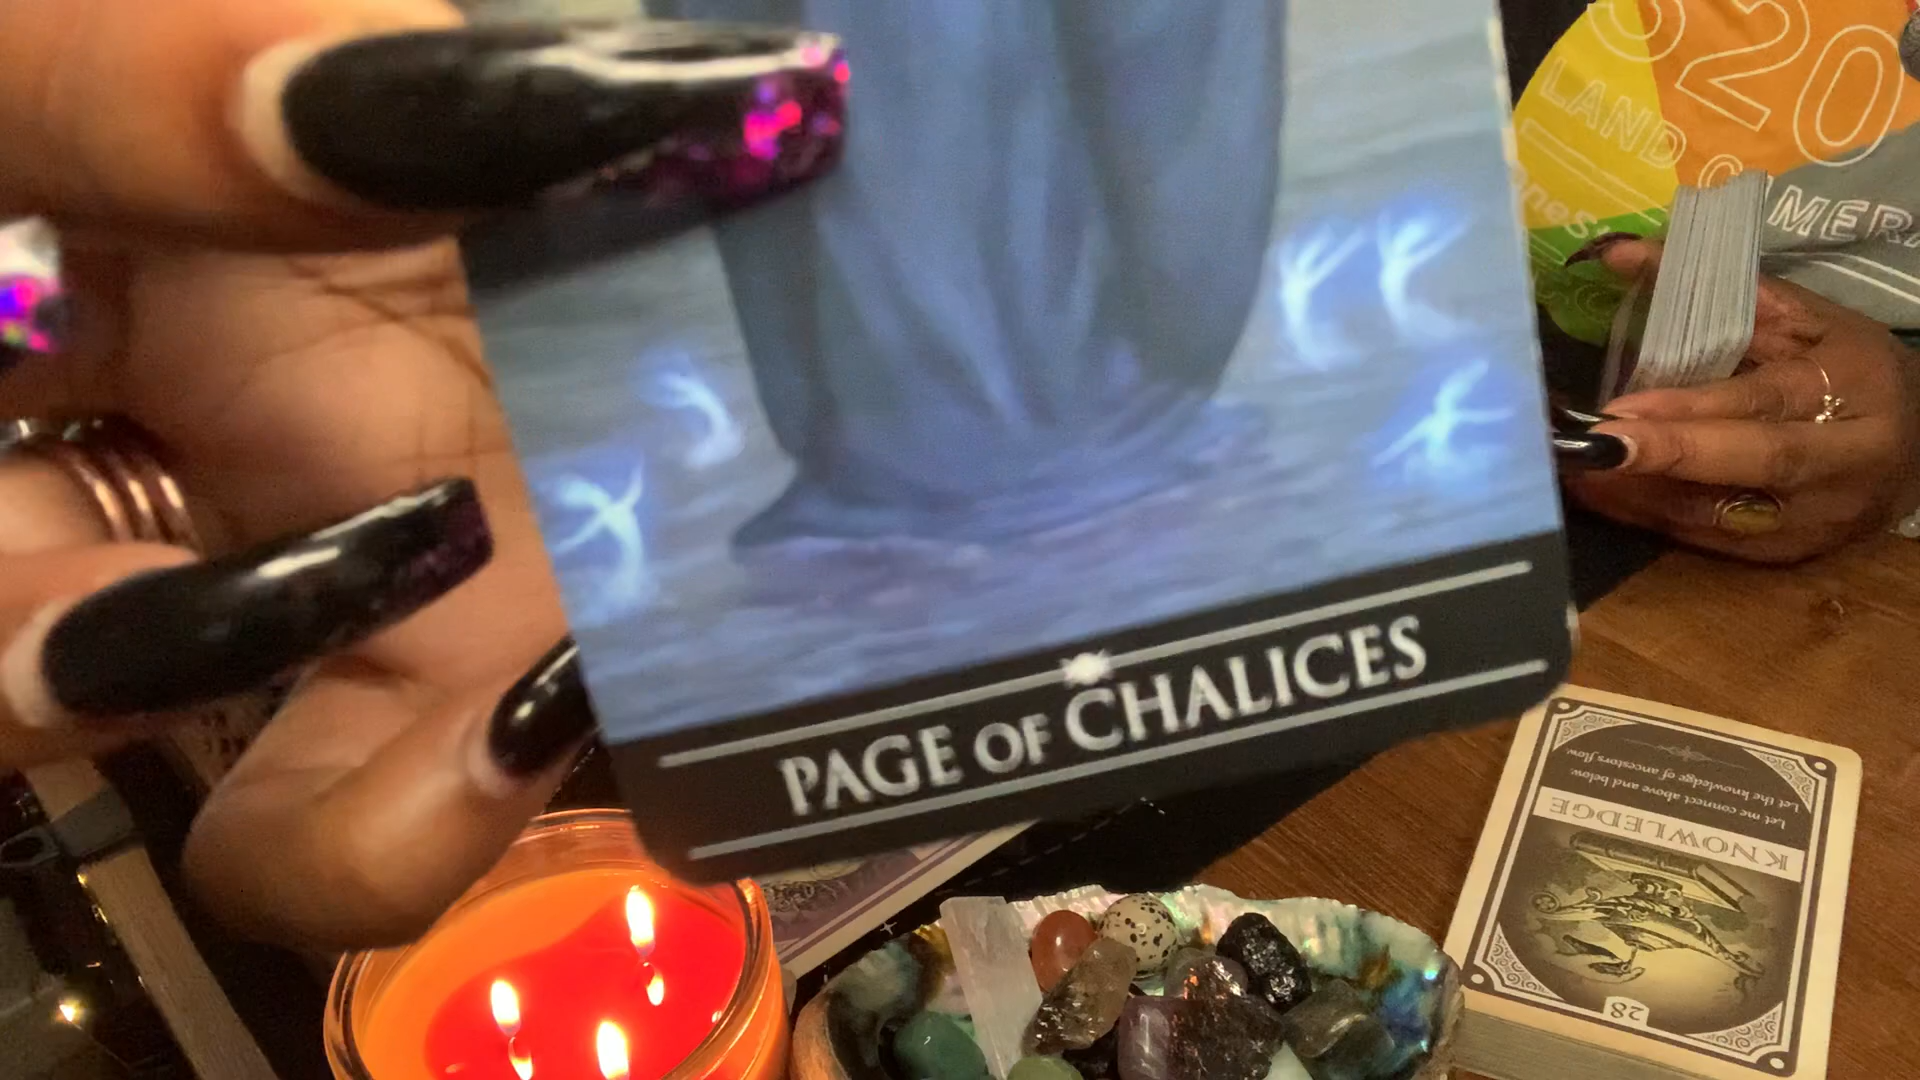 320
LAND CAMERA
PAGE OF CHALICES
28
KNOWLEDGE
Let me connect above and below.
Let the knowledge of ancestors flow.